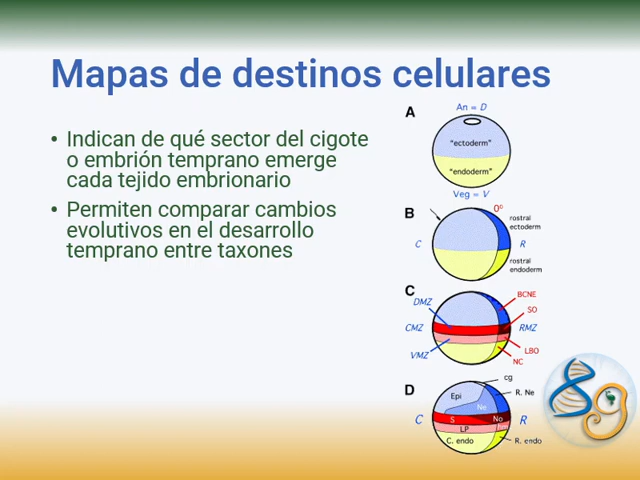 Mapas de destinos celulares
• Indican de qué sector del cigote
o embrión temprano emerge
cada tejido embrionario
• Permiten comparar cambios
evolutivos en el desarrollo
temprano entre taxones
A
An = D
"ectoderm"
"endoderm"
Veg = V
B
0º
rostral
ectoderm
C
R
rostral
endoderm
C
DMZ
BCNE
SO
CMZ
RMZ
VMZ
LBO
NC
D
cg
Epi
R. Ne
Ne
C
S
No
R
LP
C. endo
R. endo